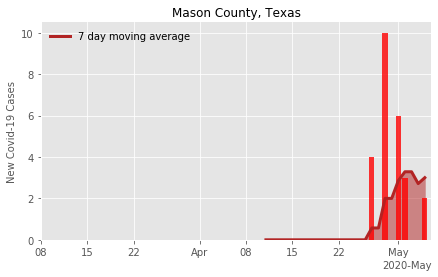 Mason County, Texas
7 day moving average
New Covid-19 Cases
10
8
6
4
2
0
08 15 22 Apr 08 15 22 May
2020-May